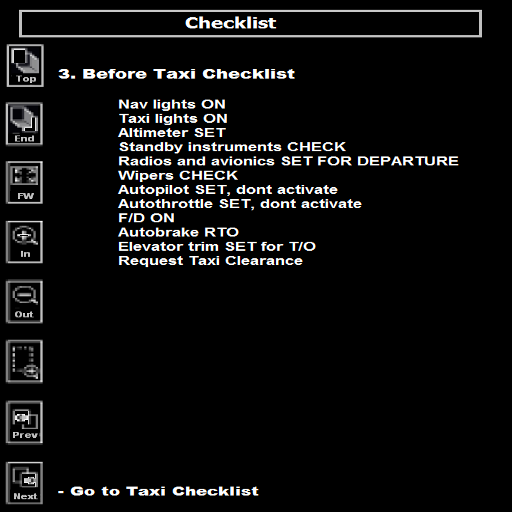 Checklist
Top
3. Before Taxi Checklist
End
Nav lights ON
Taxi lights ON
Altimeter SET
Standby instruments CHECK
Radios and avionics SET FOR DEPARTURE
Wipers CHECK
Autopilot SET, dont activate
Autothrottle SET, dont activate
F/D ON
Autobrake RTO
Elevator trim SET for T/O
Request Taxi Clearance
FW
In
Out
Prev
Next
- Go to Taxi Checklist